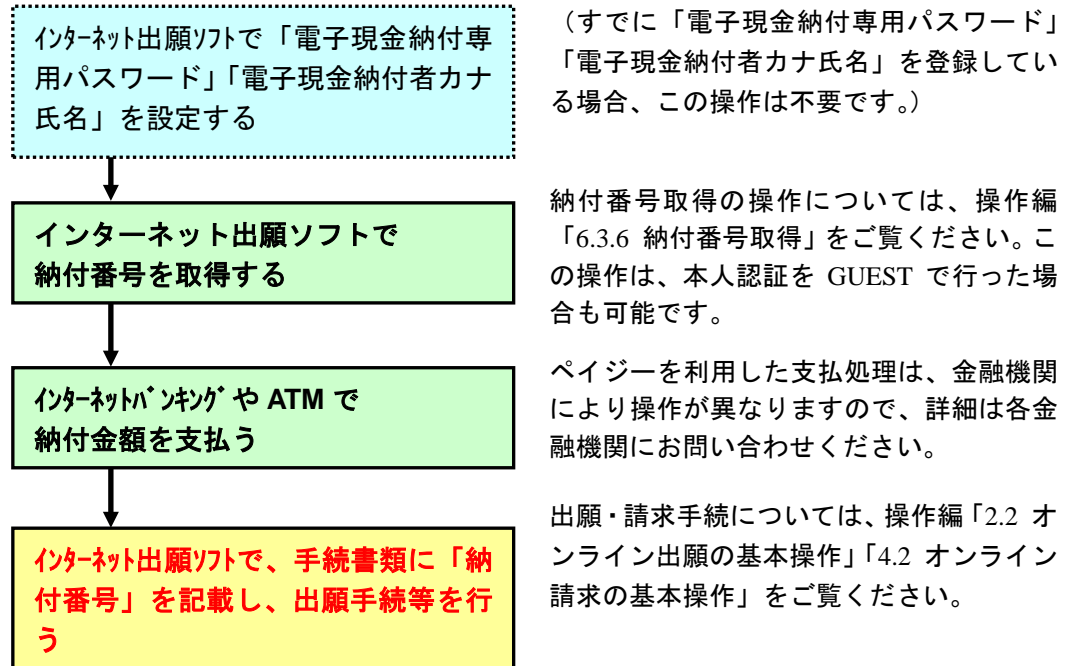 ｲﾝﾀｰﾈｯﾄ出願ｿﾌﾄで「電子現金納付専
用パスワード」「電子現金納付者カナ
氏名」を設定する
（すでに「電子現金納付専用パスワード」
「電子現金納付者カナ氏名」を登録してい
る場合、この操作は不要です。）
インターネット出願ソフトで
納付番号を取得する
納付番号取得の操作については、操作編
「6.3.6 納付番号取得」をご覧ください。こ
の操作は、本人認証を GUEST で行った場
合も可能です。
ｲﾝﾀｰﾈｯﾄﾊﾞﾝｷﾝｸﾞや ATM で
納付金額を支払う
ペイジーを利用した支払処理は、金融機関
により操作が異なりますので、詳細は各金
融機関にお問い合わせください。
ｲﾝﾀｰﾈｯﾄ出願ｿﾌﾄで、手続書類に「納
付番号」を記載し、出願手続等を行
う
出願・請求手続については、操作編「2.2 オ
ンライン出願の基本操作」「4.2 オンライン
請求の基本操作」をご覧ください。